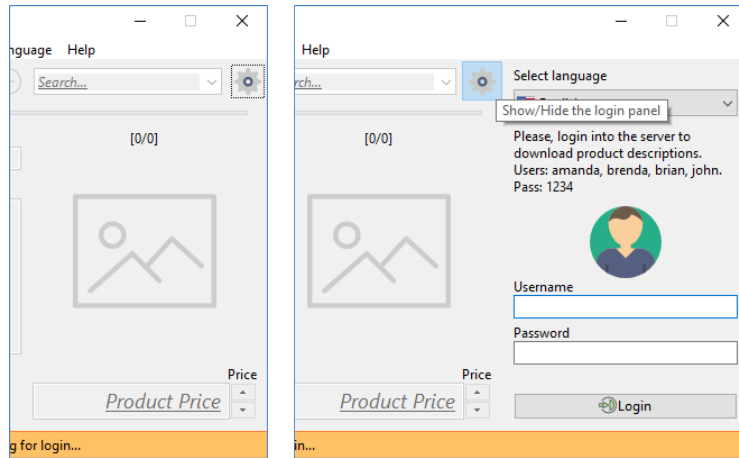 nguage Help
Search...
[0/0]
Price
Product Price
g for login...
Help
rch...
Select language
Show/Hide the login panel
[0/0]
Please, login into the server to
download product descriptions.
Users: amanda, brenda, brian, john.
Pass: 1234
Username
Password
Price
Product Price
Login
in...